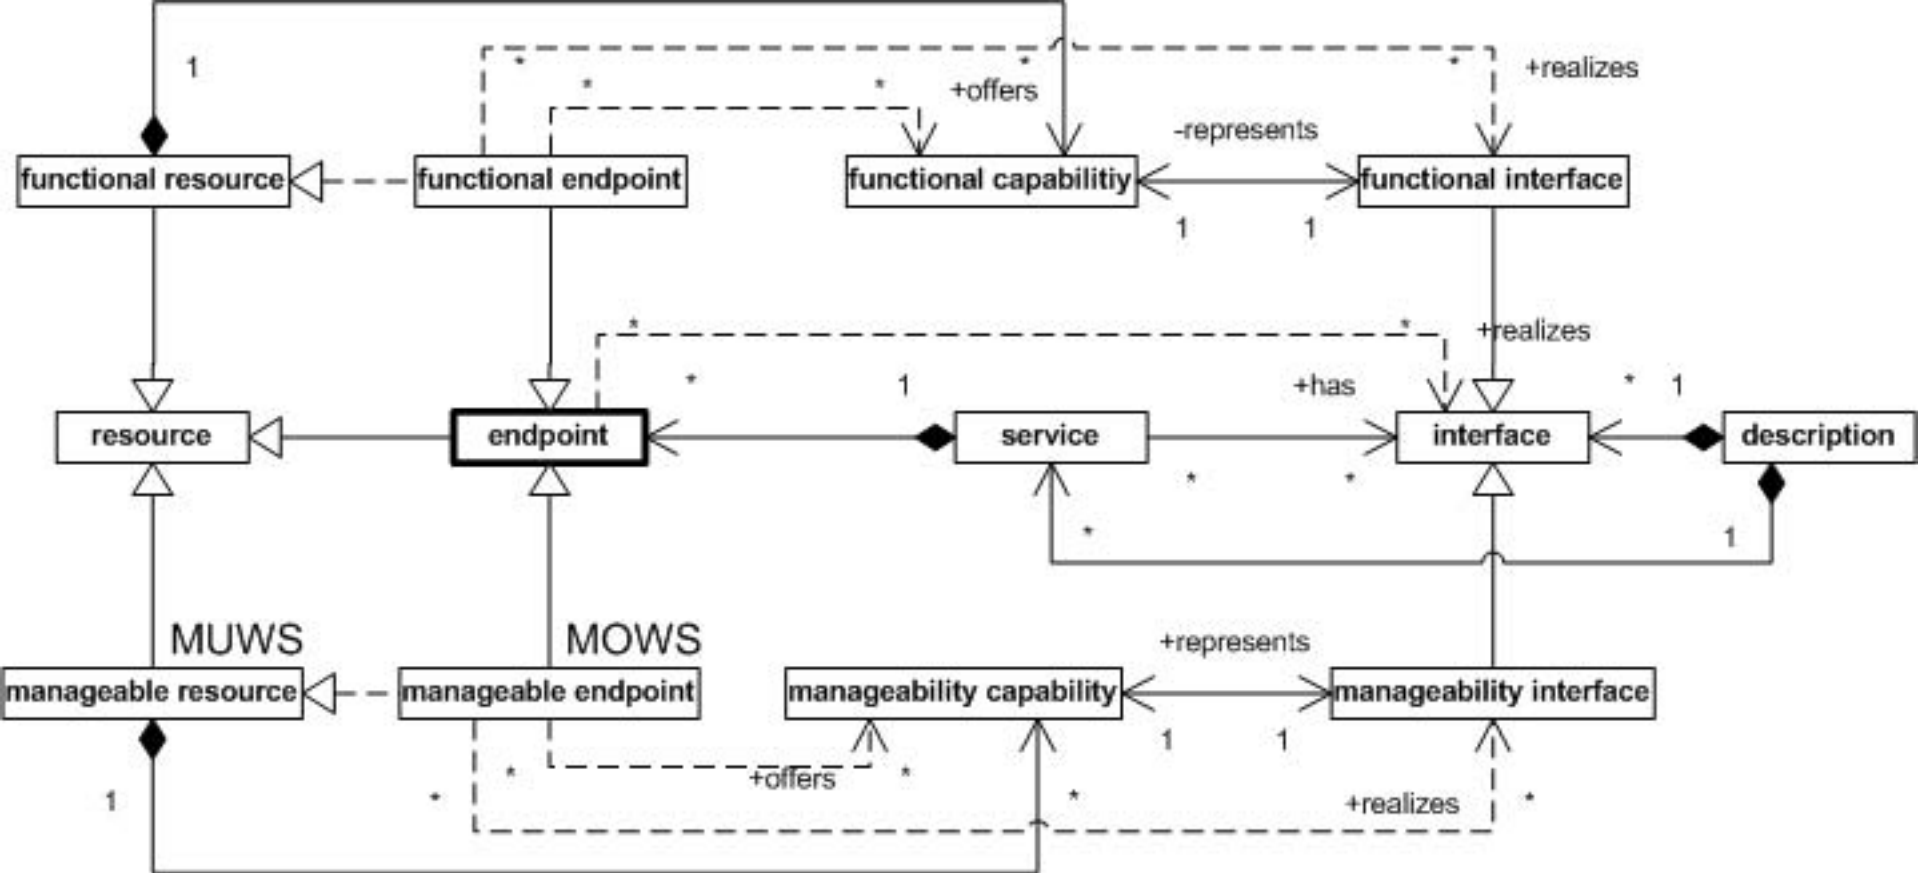 1
*
*
*
*
*
+offers
+realizes
-represents
functional resource
functional endpoint
functional capabilitiy
functional interface
1
1
*
*
+realizes
*
1
+has
*
1
resource
endpoint
service
interface
description
*
*
*
1
MUWS
MOWS
+represents
manageable resource
manageable endpoint
manageability capability
manageability interface
1
1
*
+offers
*
1
*
*
+realizes
*